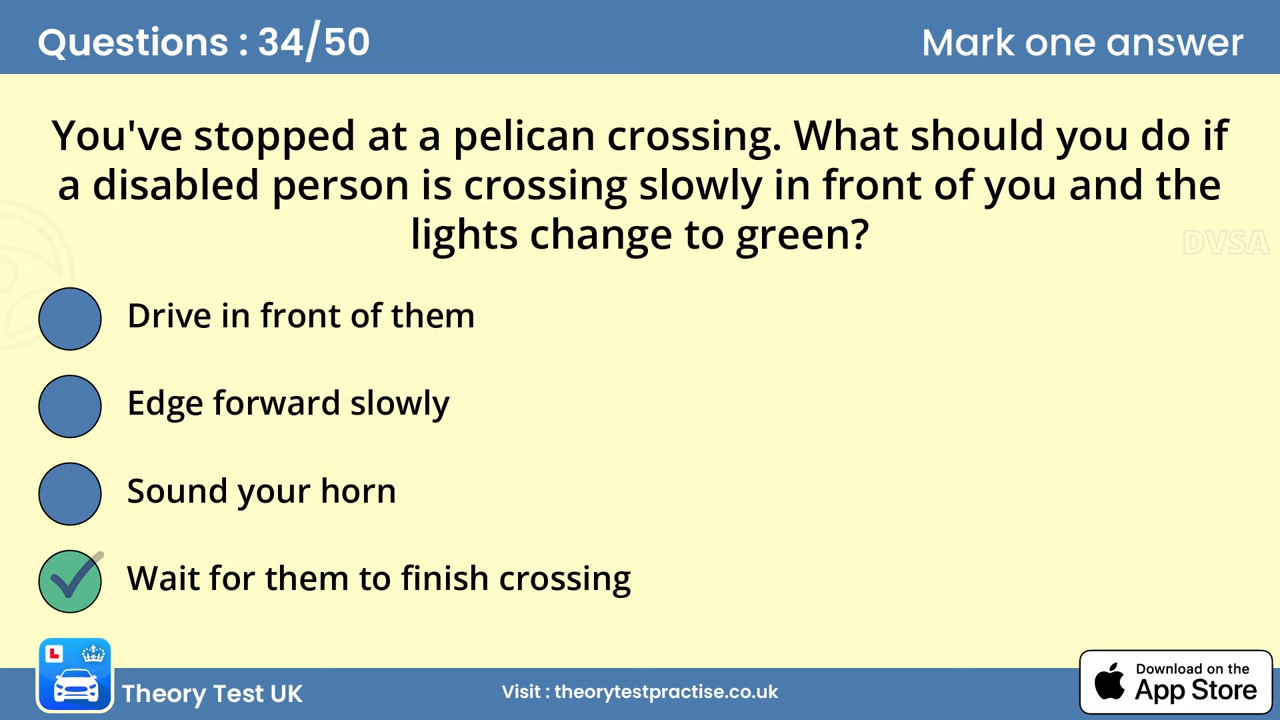 Questions : 34/50
Mark one answer
You've stopped at a pelican crossing. What should you do if
a disabled person is crossing slowly in front of you and the
lights change to green?
DVSA
Drive in front of them
Edge forward slowly
Sound your horn
Wait for them to finish crossing
L
Theory Test UK
Visit : theorytestpractise.co.uk
Download on the
App Store